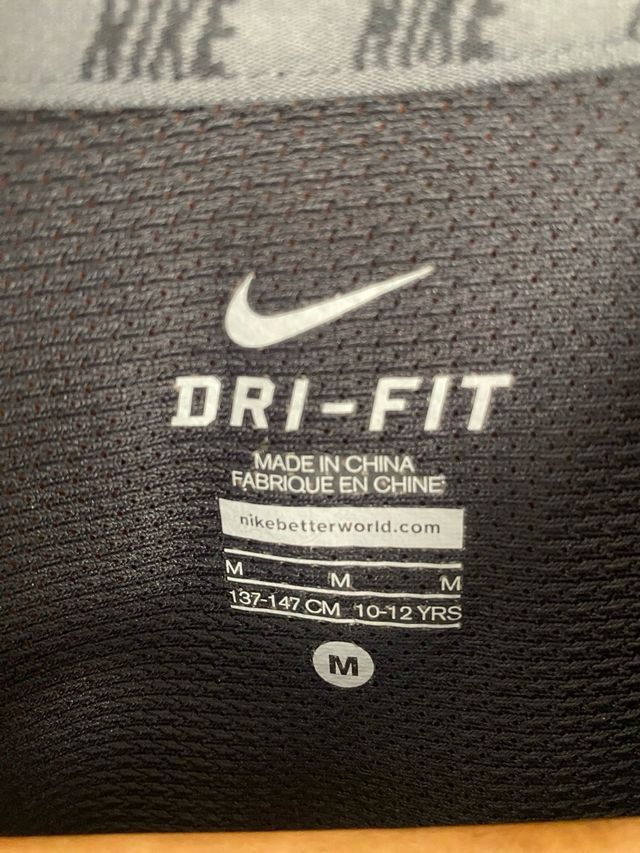 NIKE NIKE
DRI-FIT
MADE IN CHINA
FABRIQUE EN CHINE
nikebetterworld.com
M M M
137-147 CM 10-12 YRS
M